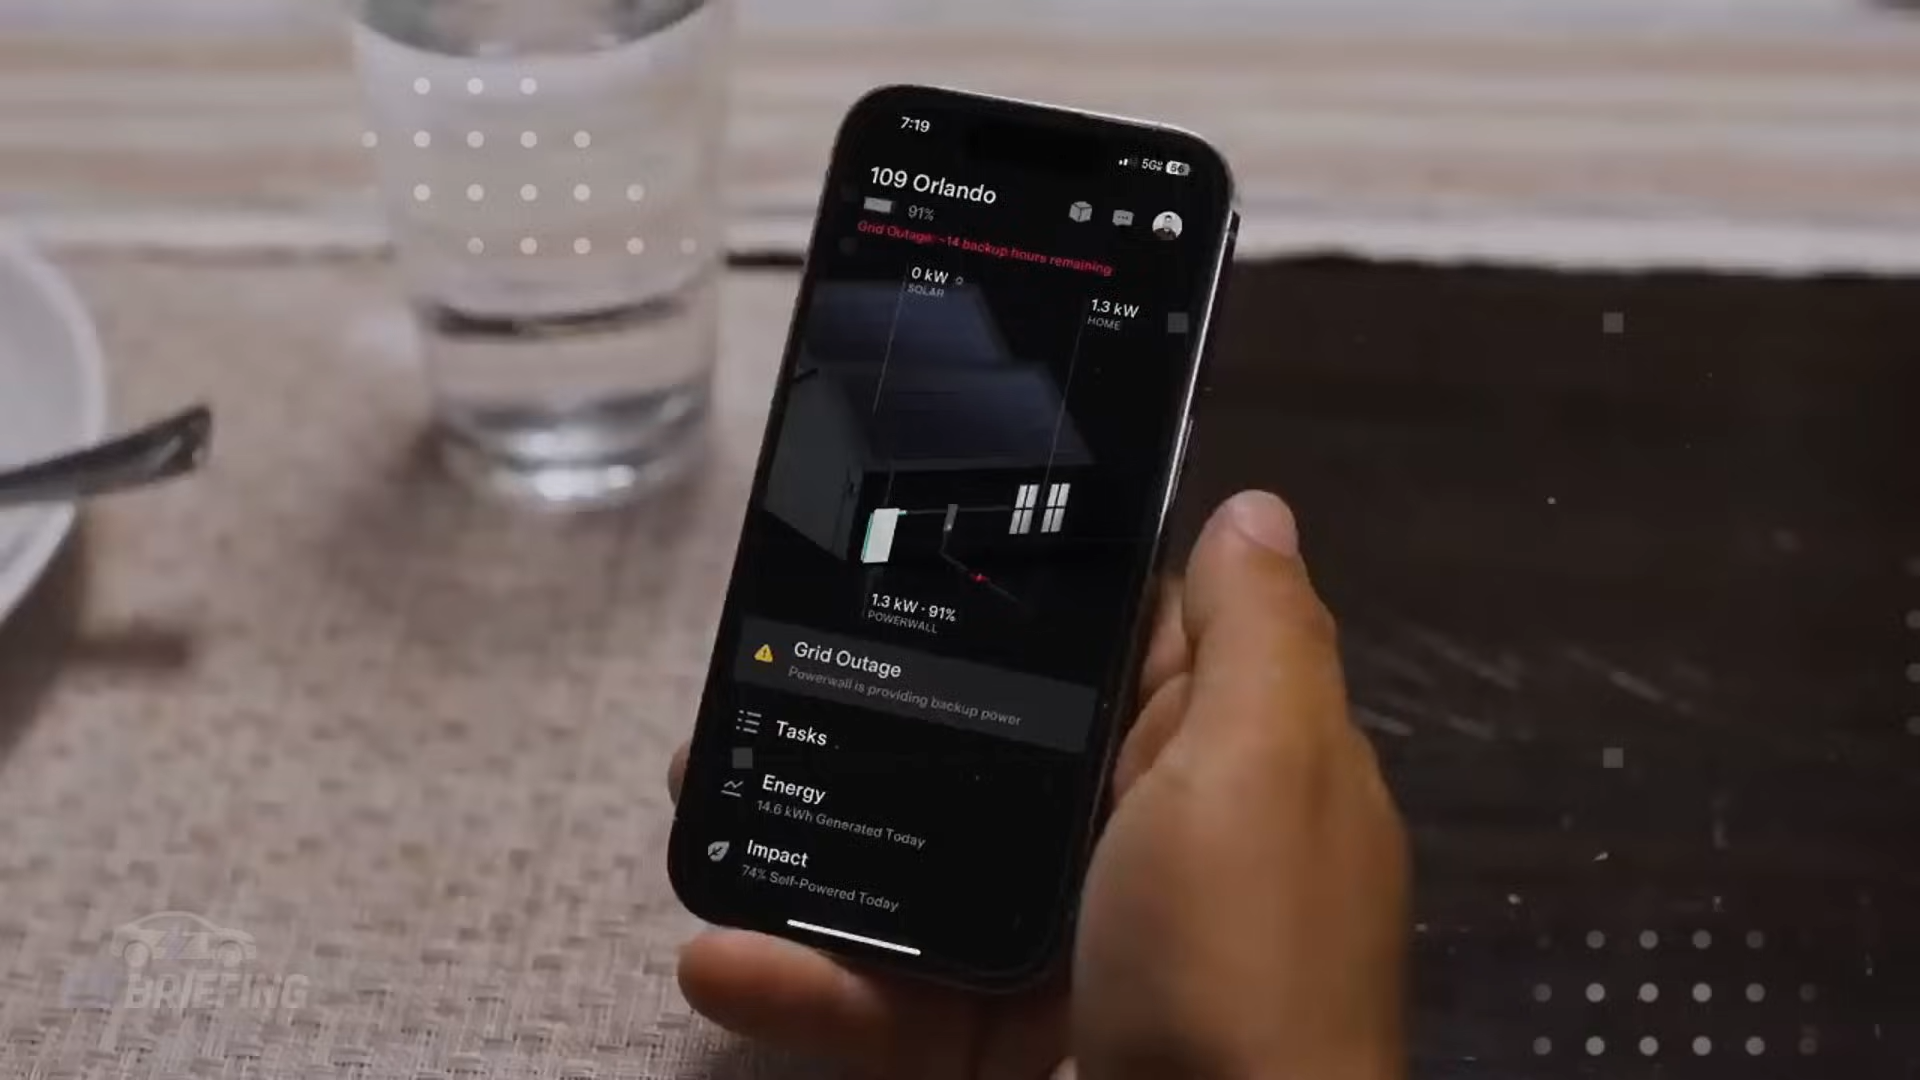 7:19
5G
56
109 Orlando
91%
Grid Outage: ~14 backup hours remaining
0 kW
SOLAR
1.3 kW
HOME
1.3 kW · 91%
POWERWALL
Grid Outage
Powerwall is providing backup power
Tasks
Energy
14.6 kWh Generated Today
Impact
74% Self-Powered Today
BRIEFING